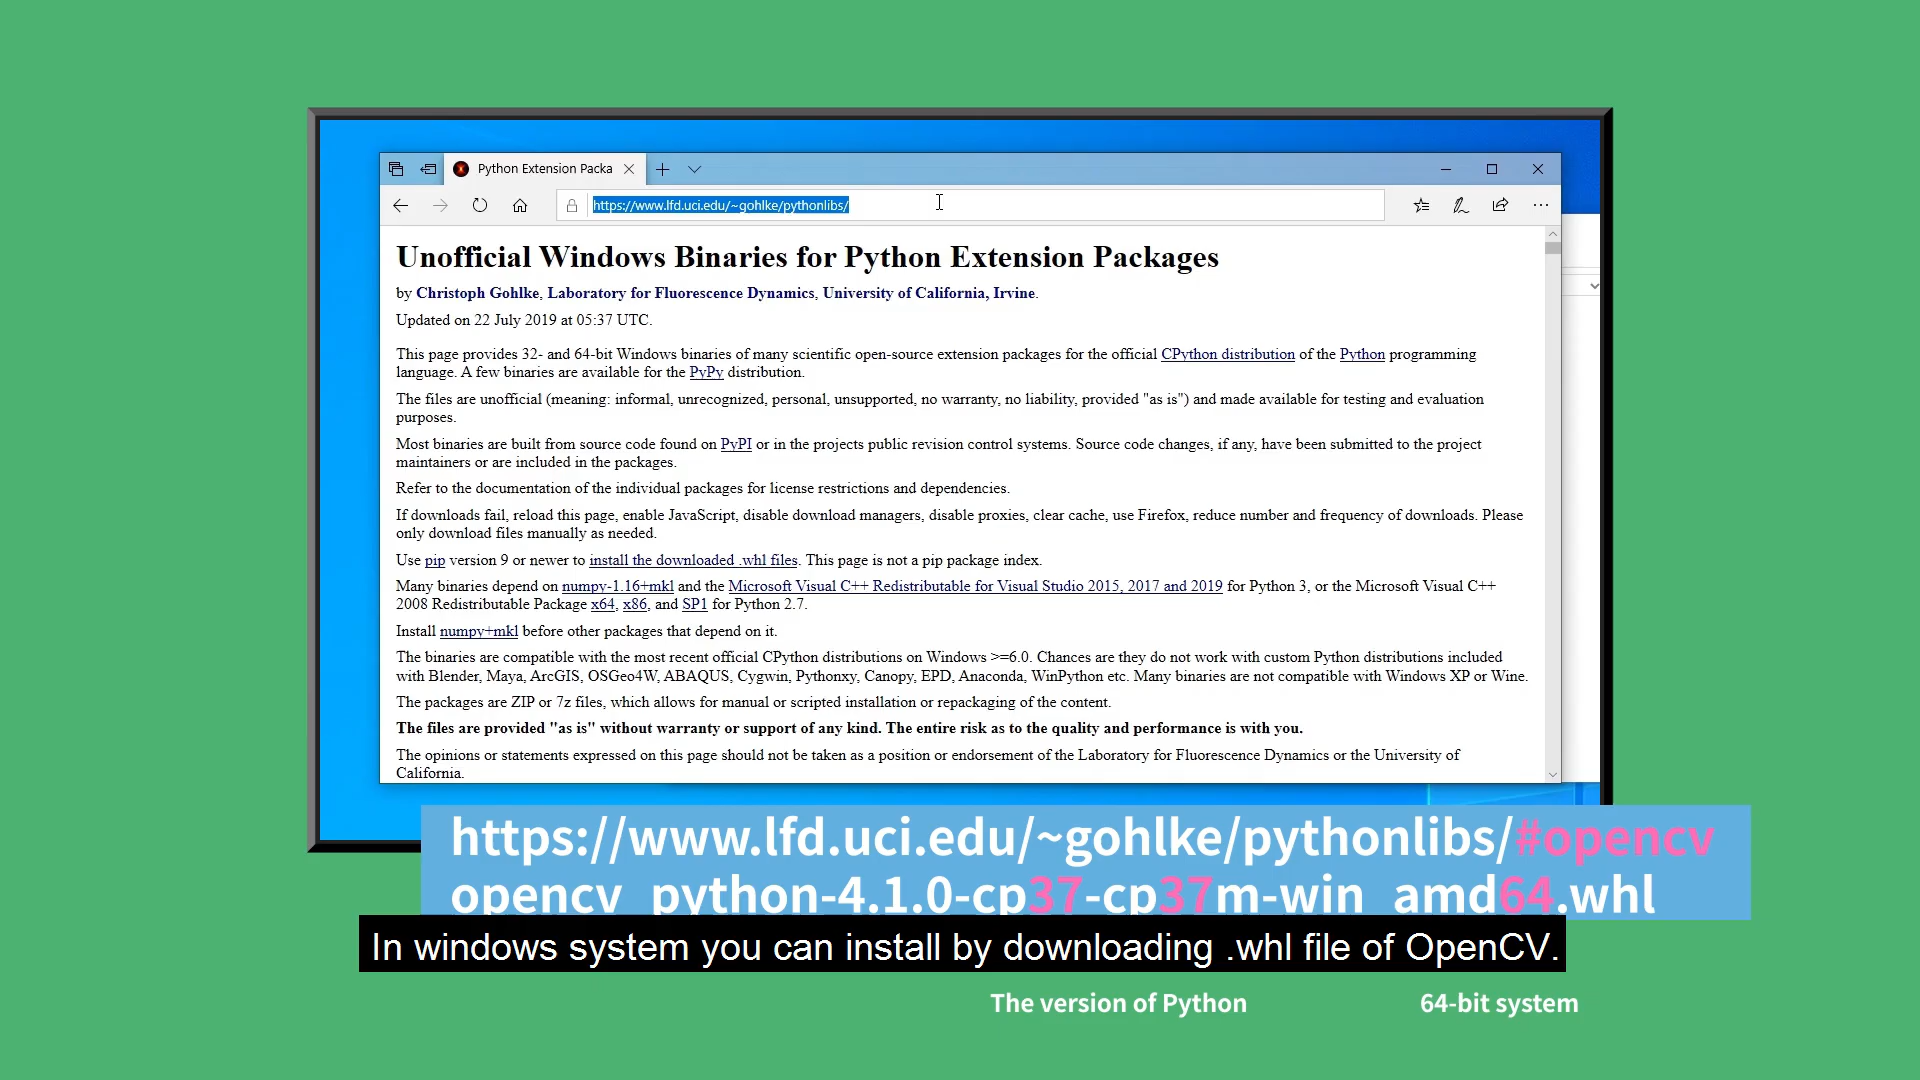 Python Extension Packa
https://www.lfd.uci.edu/~gohlke/pythonlibs/
Unofficial Windows Binaries for Python Extension Packages
by Christoph Gohlke, Laboratory for Fluorescence Dynamics, University of California, Irvine.
Updated on 22 July 2019 at 05:37 UTC.
This page provides 32- and 64-bit Windows binaries of many scientific open-source extension packages for the official CPython distribution of the Python programming
language. A few binaries are available for the PyPy distribution.
The files are unofficial (meaning: informal, unrecognized, personal, unsupported, no warranty, no liability, provided "as is") and made available for testing and evaluation
purposes.
Most binaries are built from source code found on PyPI or in the projects public revision control systems. Source code changes, if any, have been submitted to the project
maintainers or are included in the packages.
Refer to the documentation of the individual packages for license restrictions and dependencies.
If downloads fail, reload this page, enable JavaScript, disable download managers, disable proxies, clear cache, use Firefox, reduce number and frequency of downloads. Please
only download files manually as needed.
Use pip version 9 or newer to install the downloaded .whl files. This page is not a pip package index.
Many binaries depend on numpy-1.16+mkl and the Microsoft Visual C++ Redistributable for Visual Studio 2015, 2017 and 2019 for Python 3, or the Microsoft Visual C++
2008 Redistributable Package x64, x86, and SP1 for Python 2.7.
Install numpy+mkl before other packages that depend on it.
The binaries are compatible with the most recent official CPython distributions on Windows >=6.0. Chances are they do not work with custom Python distributions included
with Blender, Maya, ArcGIS, OSGeo4W, ABAQUS, Cygwin, Pythonxy, Canopy, EPD, Anaconda, WinPython etc. Many binaries are not compatible with Windows XP or Wine.
The packages are ZIP or 7z files, which allows for manual or scripted installation or repackaging of the content.
The files are provided "as is" without warranty or support of any kind. The entire risk as to the quality and performance is with you.
The opinions or statements expressed on this page should not be taken as a position or endorsement of the Laboratory for Fluorescence Dynamics or the University of
California.
https://www.lfd.uci.edu/~gohlke/pythonlibs/#opencv
opencv_python-4.1.0-cp37-cp37m-win_amd64.whl
In windows system you can install by downloading .whl file of OpenCV.
The version of Python
64-bit system